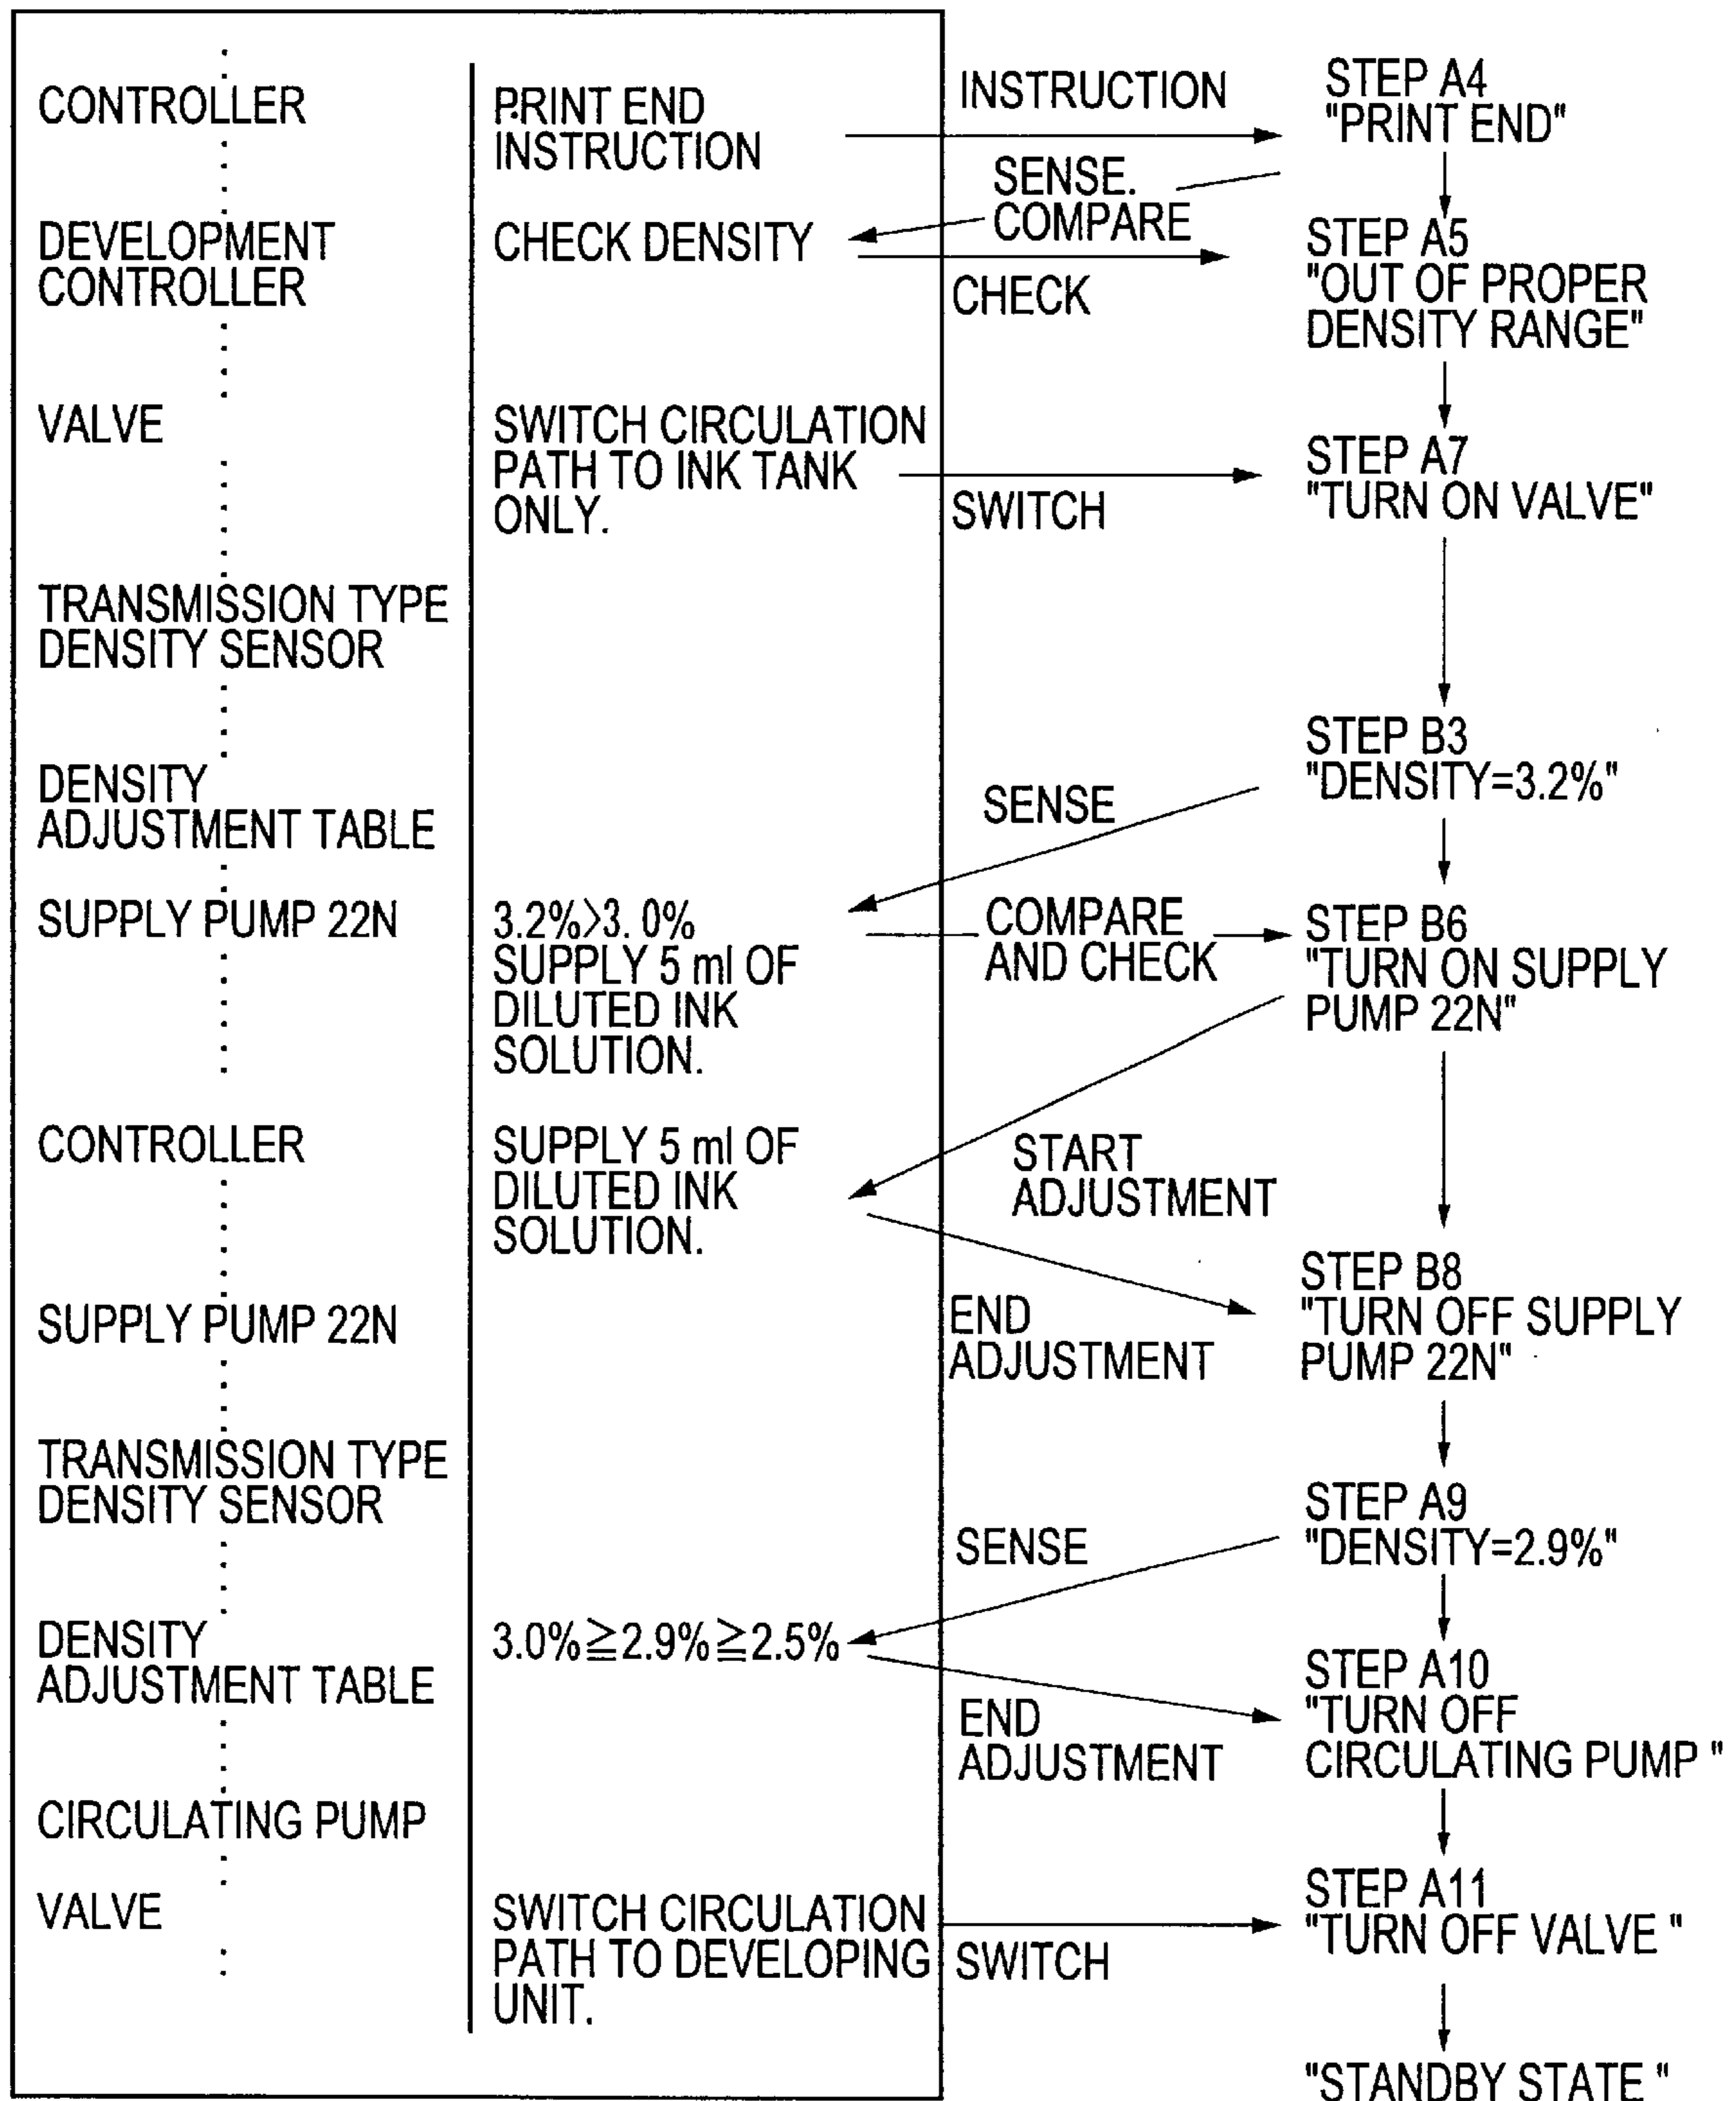 CONTROLLER
PRINT END
INSTRUCTION
INSTRUCTION
STEP A4
"PRINT END"
SENSE.
COMPARE
DEVELOPMENT
CONTROLLER
CHECK DENSITY
CHECK
STEP A5
"OUT OF PROPER
DENSITY RANGE"
VALVE
SWITCH CIRCULATION
PATH TO INK TANK
ONLY.
SWITCH
STEP A7
"TURN ON VALVE"
TRANSMISSION TYPE
DENSITY SENSOR
STEP B3
"DENSITY=3.2%"
DENSITY
ADJUSTMENT TABLE
SENSE
SUPPLY PUMP 22N
3.2%>3.0%
SUPPLY 5 ml OF
DILUTED INK
SOLUTION.
COMPARE
AND CHECK
STEP B6
"TURN ON SUPPLY
PUMP 22N"
CONTROLLER
SUPPLY 5 ml OF
DILUTED INK
SOLUTION.
START
ADJUSTMENT
STEP B8
"TURN OFF SUPPLY
PUMP 22N"
SUPPLY PUMP 22N
END
ADJUSTMENT
TRANSMISSION TYPE
DENSITY SENSOR
STEP A9
"DENSITY=2.9%"
SENSE
DENSITY
ADJUSTMENT TABLE
3.0%≧2.9%≧2.5%
END
ADJUSTMENT
STEP A10
"TURN OFF
CIRCULATING PUMP "
CIRCULATING PUMP
VALVE
SWITCH CIRCULATION
PATH TO DEVELOPING
UNIT.
SWITCH
STEP A11
"TURN OFF VALVE "
"STANDBY STATE "